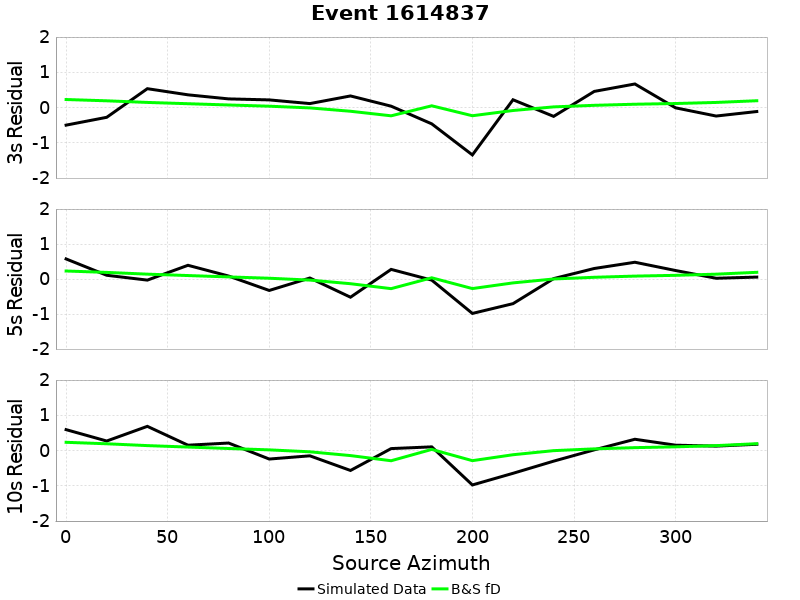 Event 1614837
3s Residual
2
1
0
-1
-2
5s Residual
2
1
0
-1
-2
10s Residual
2
1
0
-1
-2
0 50 100 150 200 250 300
Source Azimuth
Simulated Data B&S fD